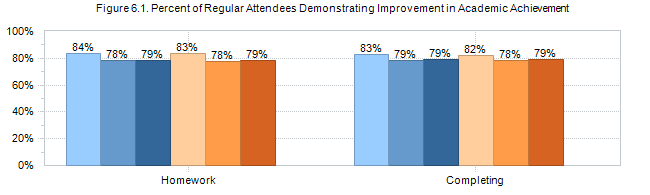 Figure 6.1. Percent of Regular Attendees Demonstrating Improvement in Academic Achievement
100%
84% 78% 79% 83% 78% 79% 83% 79% 79% 82% 78% 79%
80%
60%
40%
20%
0%
Homework Completing